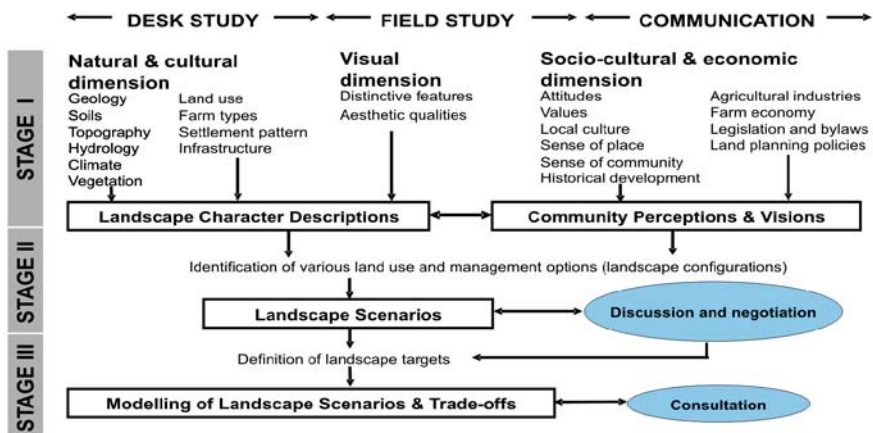 DESK STUDY
FIELD STUDY
COMMUNICATION
STAGE I
Natural & cultural
dimension
Geology
Soils
Topography
Hydrology
Climate
Vegetation
Land use
Farm types
Settlement pattern
Infrastructure
Visual
dimension
Distinctive features
Aesthetic qualities
Socio-cultural & economic
dimension
Attitudes
Values
Local culture
Sense of place
Sense of community
Historical development
Agricultural industries
Farm economy
Legislation and bylaws
Land planning policies
Landscape Character Descriptions
Community Perceptions & Visions
STAGE II
Identification of various land use and management options (landscape configurations)
Landscape Scenarios
Discussion and negotiation
STAGE III
Definition of landscape targets
Modelling of Landscape Scenarios & Trade-offs
Consultation